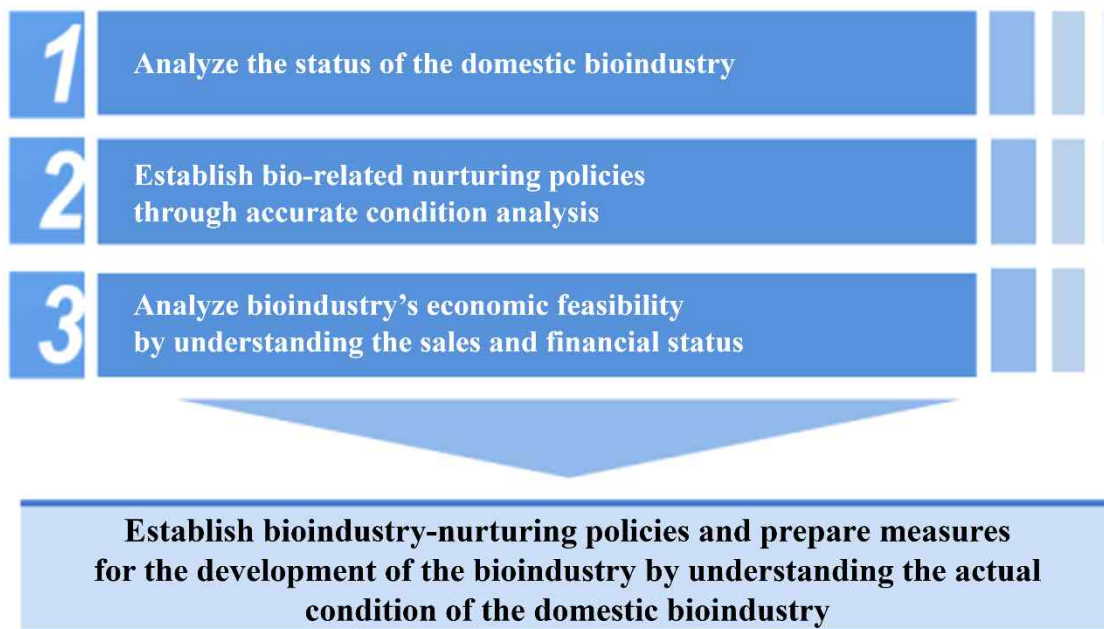 1
Analyze the status of the domestic bioindustry
2
Establish bio-related nurturing policies
through accurate condition analysis
3
Analyze bioindustry's economic feasibility
by understanding the sales and financial status
Establish bioindustry-nurturing policies and prepare measures
for the development of the bioindustry by understanding the actual
condition of the domestic bioindustry